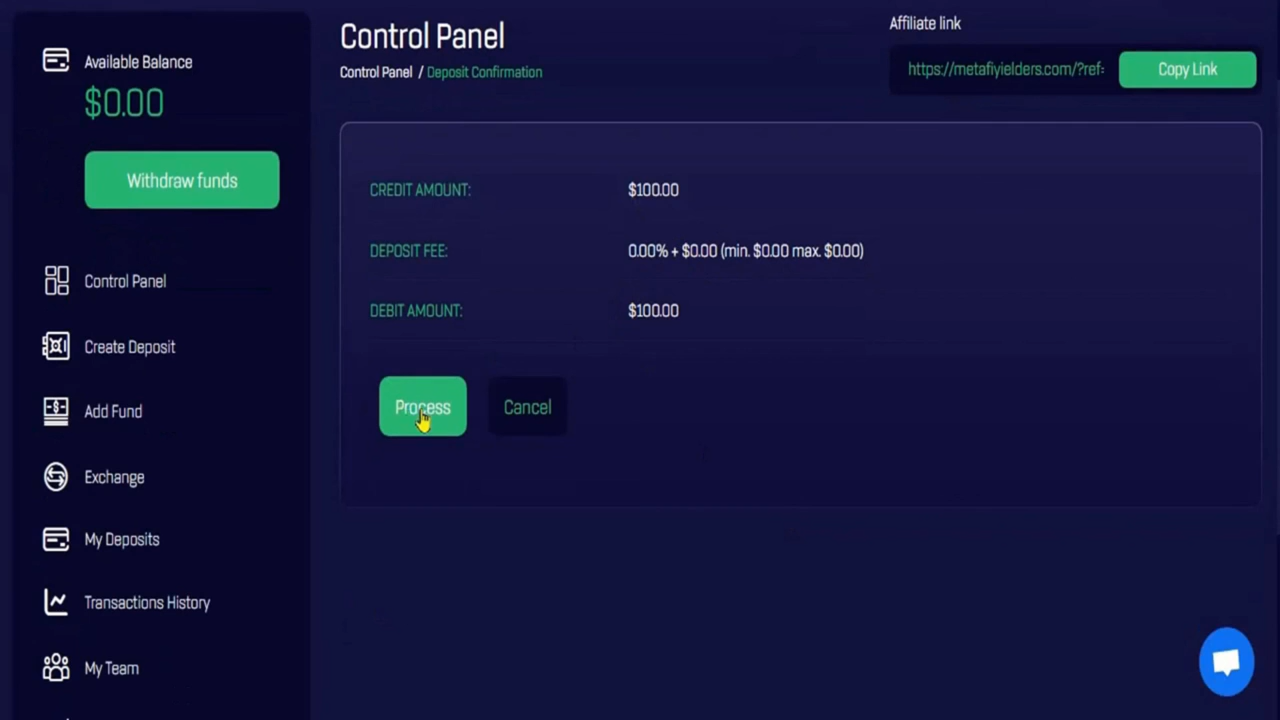 Available Balance
$0.00
Withdraw funds
Control Panel
Create Deposit
Add Fund
Exchange
My Deposits
Transactions History
My Team
Control Panel
Control Panel / Deposit Confirmation
Affiliate link
https://metafiyielders.com/?ref=
Copy Link
CREDIT AMOUNT: $100.00
DEPOSIT FEE: 0.00% + $0.00 (min. $0.00 max. $0.00)
DEBIT AMOUNT: $100.00
Process
Cancel